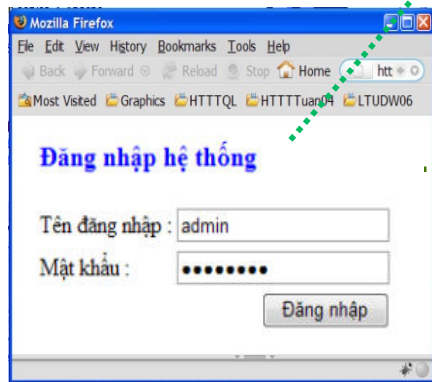 Mozilla Firefox
File Edit View History Bookmarks Tools Help
Back Forward Reload Stop Home htt
Most Visited Graphics HTTTQL HTTTTuan04 LTUDW06
Đăng nhập hệ thống
Tên đăng nhập : admin
Mật khẩu : ●●●●●●●●
Đăng nhập